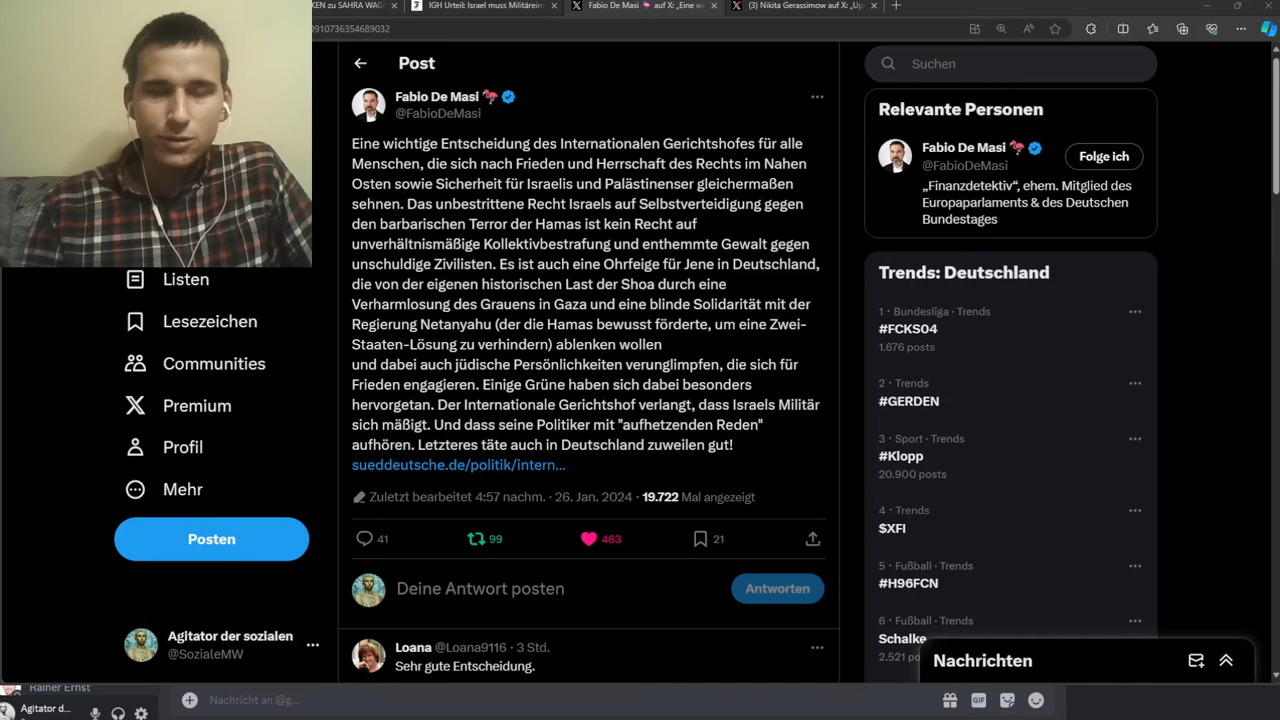 KEN zu SAHRA WAG
IGH Urteil: Israel muss Militäreins
Fabio De Masi 🦩 auf X: „Eine w
(3) Nikita Gerassimow auf X: „Up
0910736354689032
Post
Fabio De Masi 🦩
@FabioDeMasi
Eine wichtige Entscheidung des Internationalen Gerichtshofes für alle
Menschen, die sich nach Frieden und Herrschaft des Rechts im Nahen
Osten sowie Sicherheit für Israelis und Palästinenser gleichermaßen
sehnen. Das unbestrittene Recht Israels auf Selbstverteidigung gegen
den barbarischen Terror der Hamas ist kein Recht auf
unverhältnismäßige Kollektivbestrafung und enthemmte Gewalt gegen
unschuldige Zivilisten. Es ist auch eine Ohrfeige für Jene in Deutschland,
die von der eigenen historischen Last der Shoa durch eine
Verharmlosung des Grauens in Gaza und eine blinde Solidarität mit der
Regierung Netanyahu (der die Hamas bewusst förderte, um eine Zwei-
Staaten-Lösung zu verhindern) ablenken wollen
und dabei auch jüdische Persönlichkeiten verunglimpfen, die sich für
Frieden engagieren. Einige Grüne haben sich dabei besonders
hervorgetan. Der Internationale Gerichtshof verlangt, dass Israels Militär
sich mäßigt. Und dass seine Politiker mit "aufhetzenden Reden"
aufhören. Letzteres täte auch in Deutschland zuweilen gut!
sueddeutsche.de/politik/intern...
Zuletzt bearbeitet 4:57 nachm. · 26. Jan. 2024 · 19.722 Mal angezeigt
41
99
463
21
Deine Antwort posten
Antworten
Loana @Loana9116 · 3 Std.
Sehr gute Entscheidung.
Listen
Lesezeichen
Communities
Premium
Profil
Mehr
Posten
Agitator der sozialen
@SozialeMW
Suchen
Relevante Personen
Fabio De Masi 🦩
@FabioDeMasi
Folge ich
„Finanzdetektiv“, ehem. Mitglied des
Europaparlaments & des Deutschen
Bundestages
Trends: Deutschland
1 · Bundesliga · Trends
#FCKS04
1.676 posts
2 · Trends
#GERDEN
3 · Sport · Trends
#Klopp
20.900 posts
4 · Trends
$XFI
5 · Fußball · Trends
#H96FCN
6 · Fußball · Trends
Schalke
2.521 po
Nachrichten
Rainer Ernst
Agitator d...
Nachricht an @g...
GIF